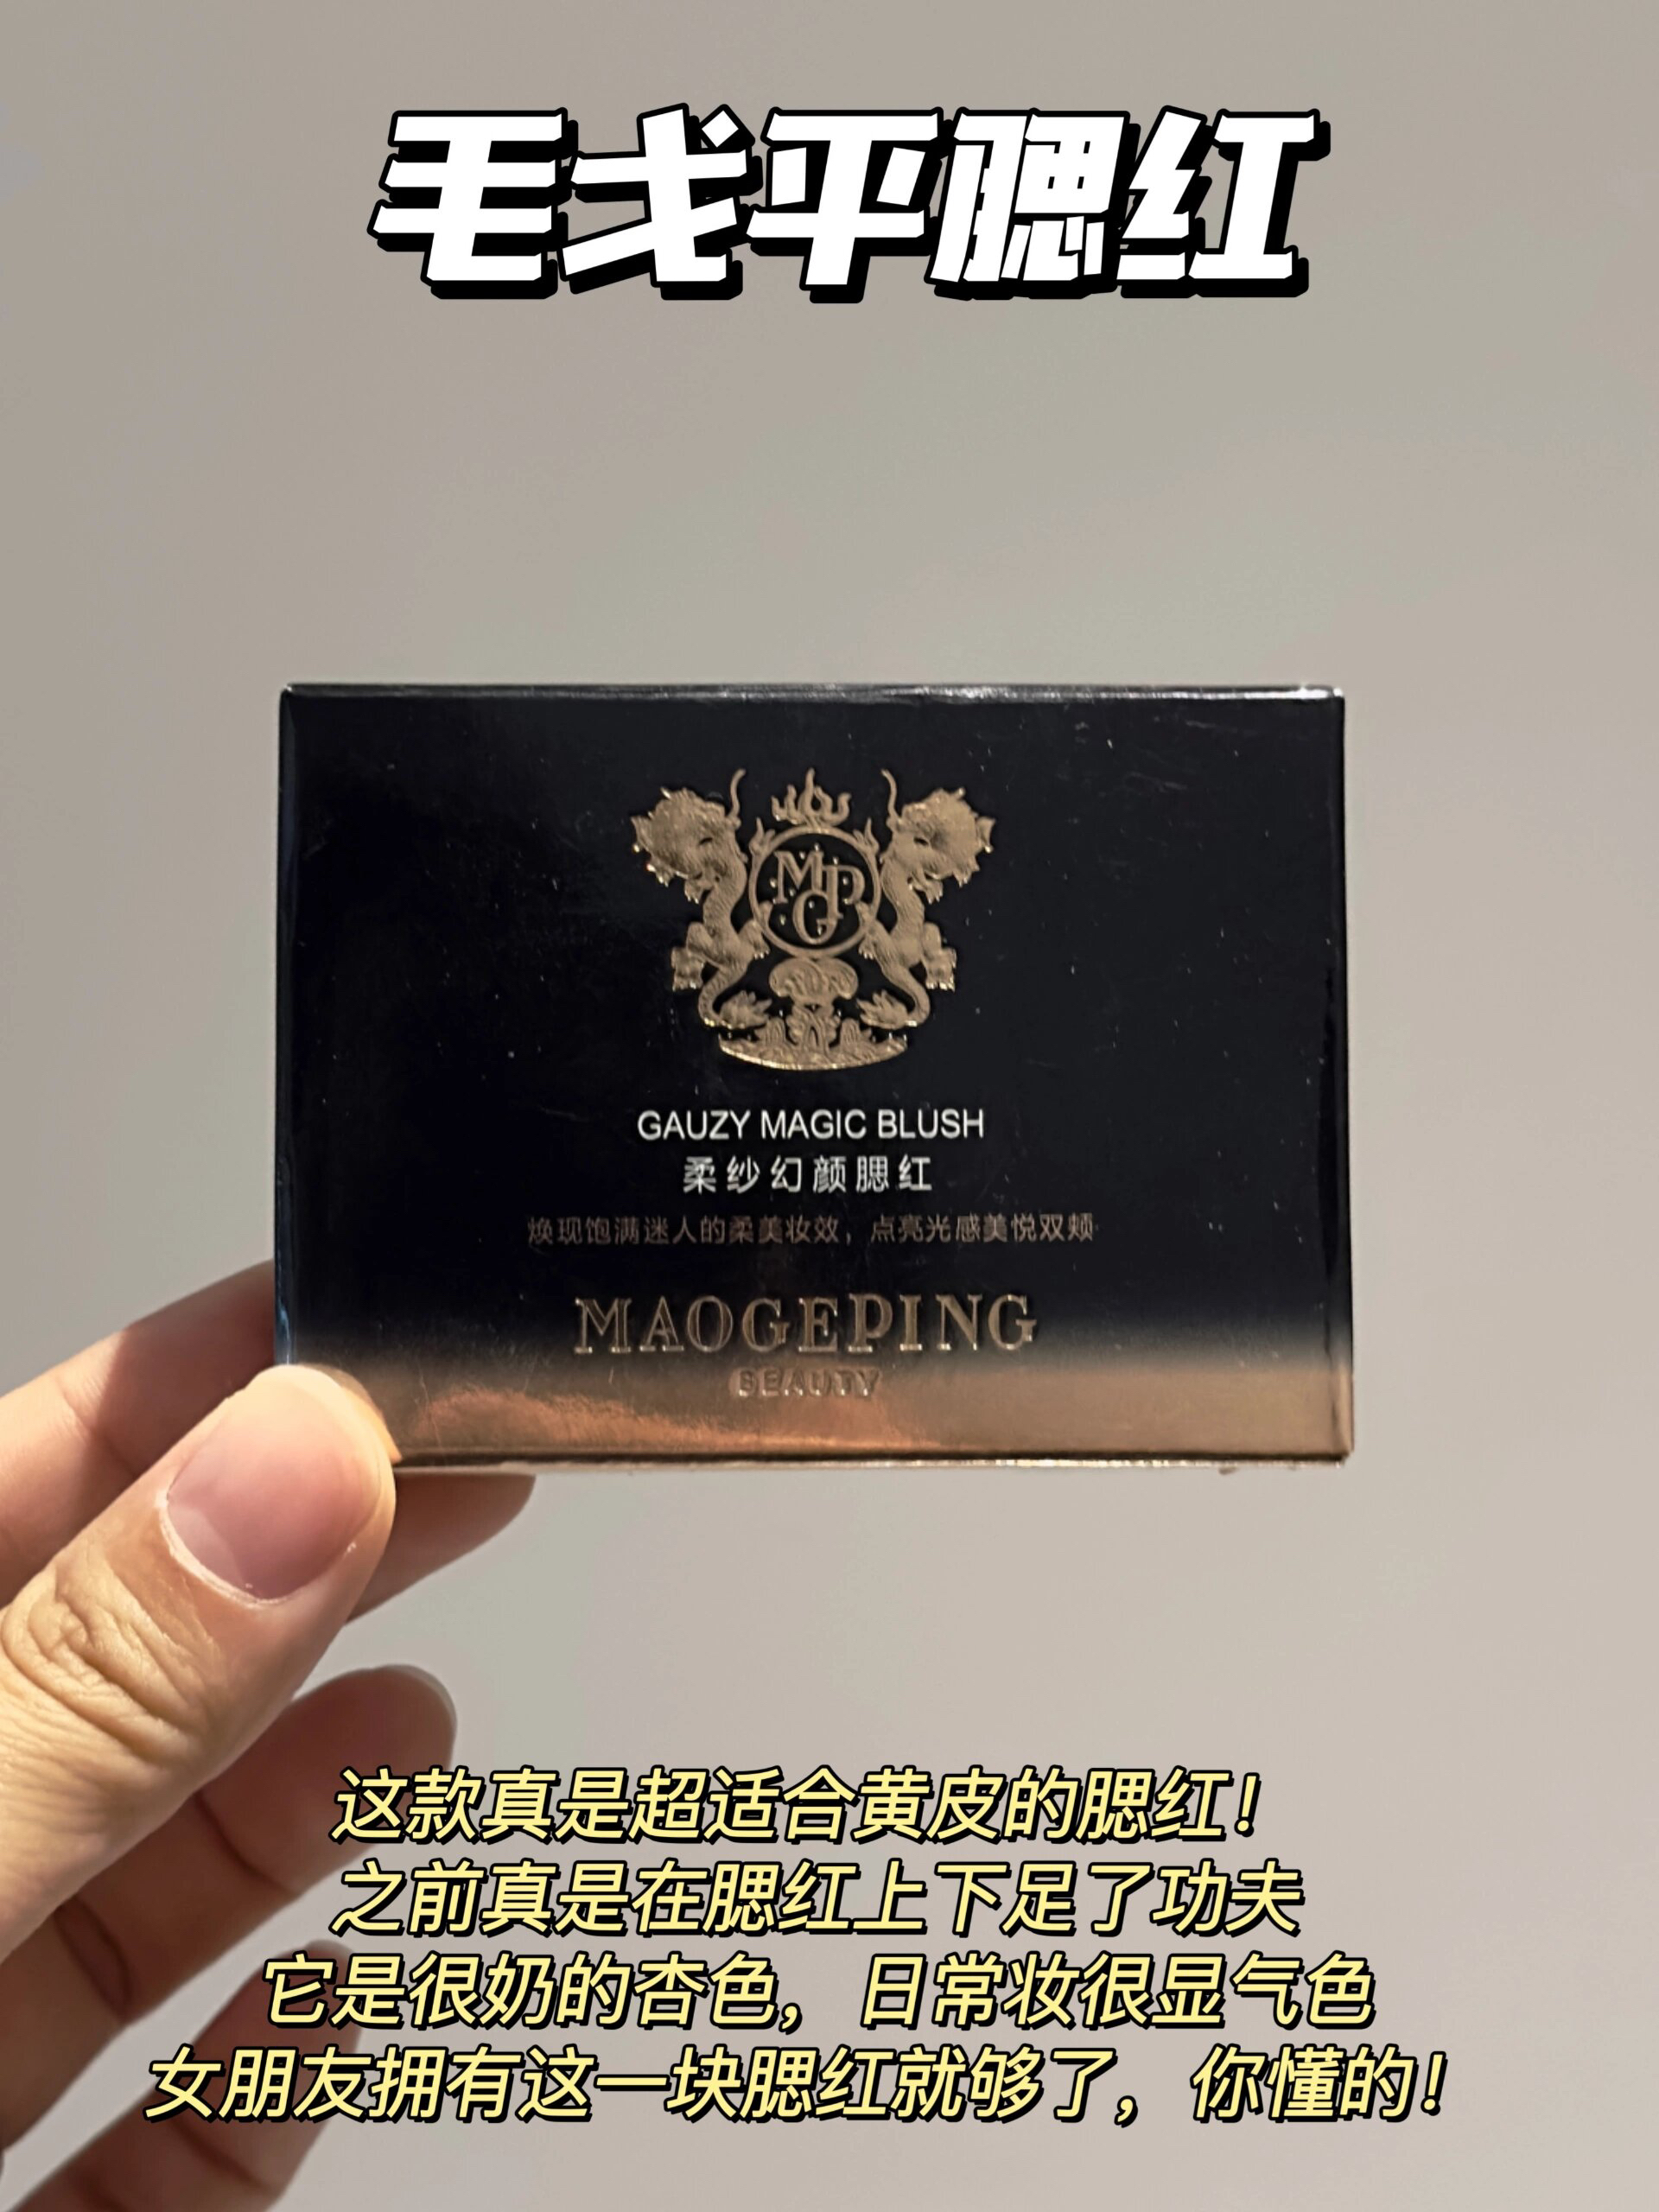 毛戈平腮红
MGP
GAUZY MAGIC BLUSH
柔纱幻颜腮红
焕现饱满迷人的柔美妆效，点亮光感美悦双颊
MAOGEPING
BEAUTY
这款真是超适合黄皮的腮红！
之前真是在腮红上下足了功夫
它是很奶的杏色，日常妆很显气色
女朋友拥有这一块腮红就够了，你懂的！